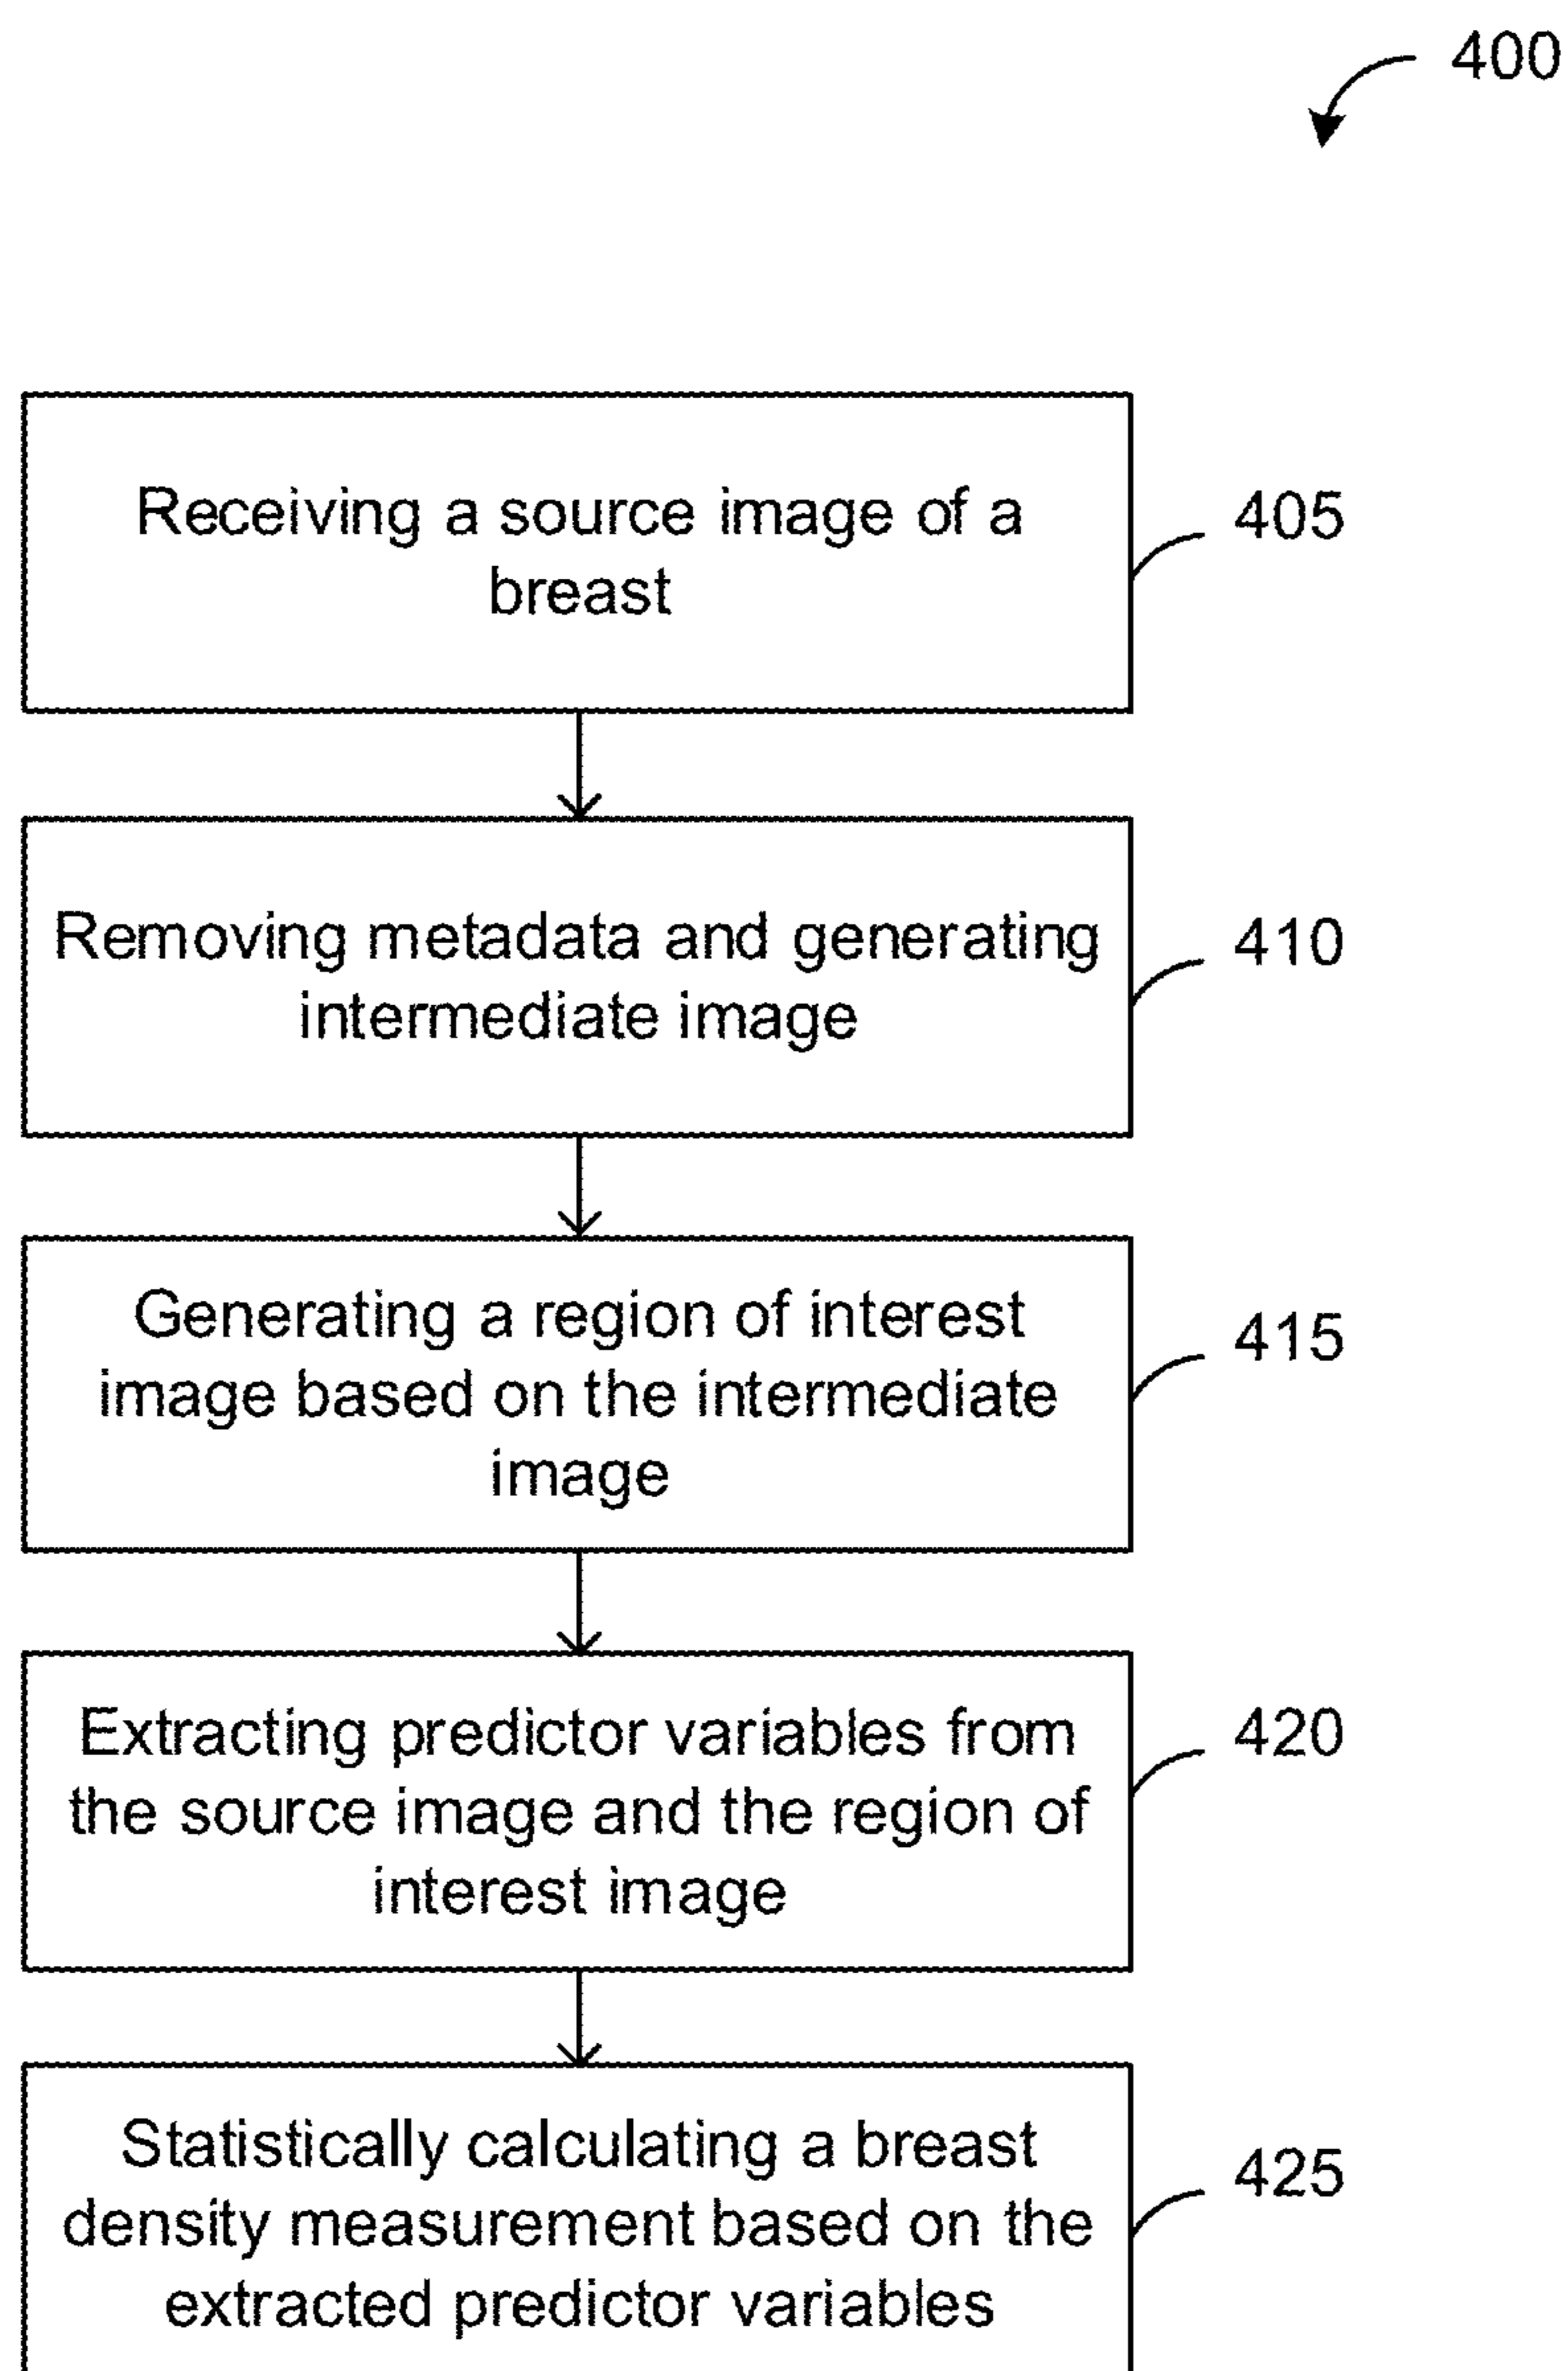 400
Receiving a source image of a
breast
405
Removing metadata and generating
intermediate image
410
Generating a region of interest
image based on the intermediate
image
415
Extracting predictor variables from
the source image and the region of
interest image
420
Statistically calculating a breast
density measurement based on the
extracted predictor variables
425